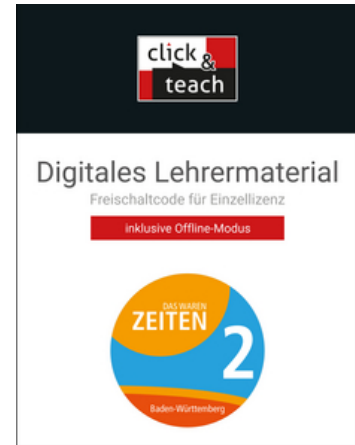 click &
teach
Digitales Lehrermaterial
Freischaltcode für Einzellizenz
inklusive Offline-Modus
DAS WAREN
ZEITEN
2
Baden-Württemberg